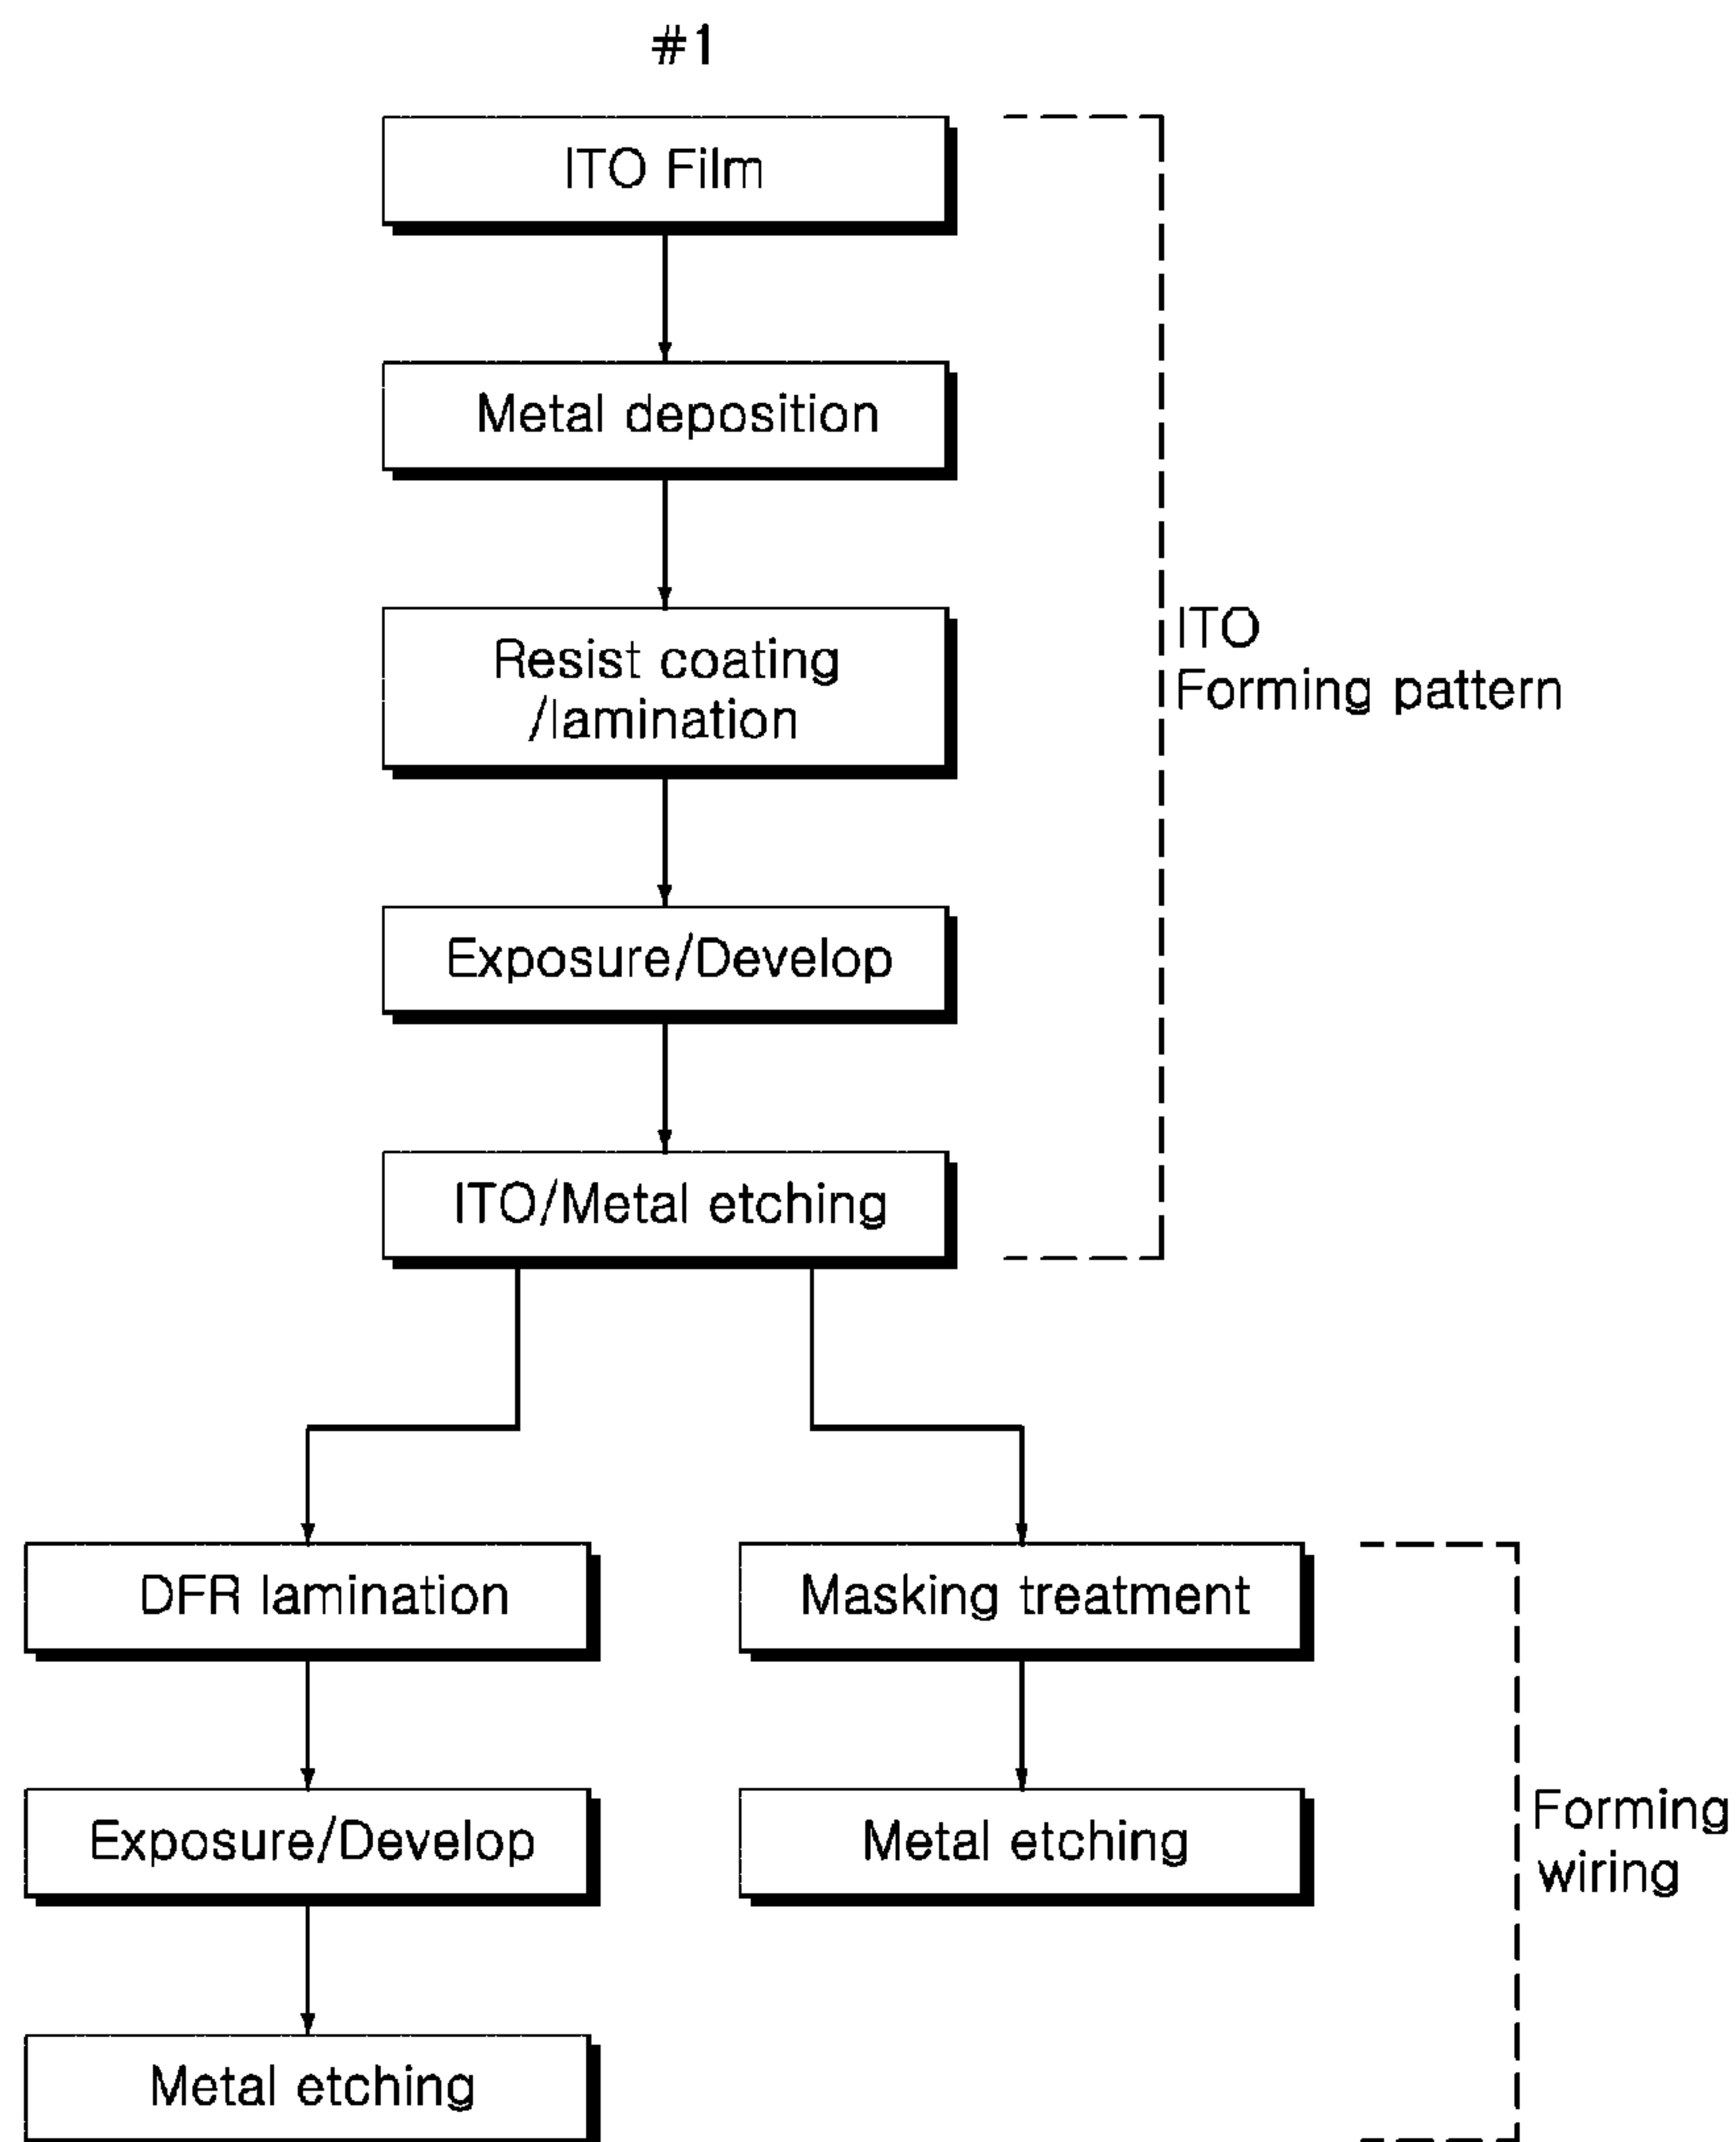 #1
ITO Film
Metal deposition
Resist coating
/lamination
ITO
Forming pattern
Exposure/Develop
ITO/Metal etching
DFR lamination
Masking treatment
Exposure/Develop
Metal etching
Forming
wiring
Metal etching